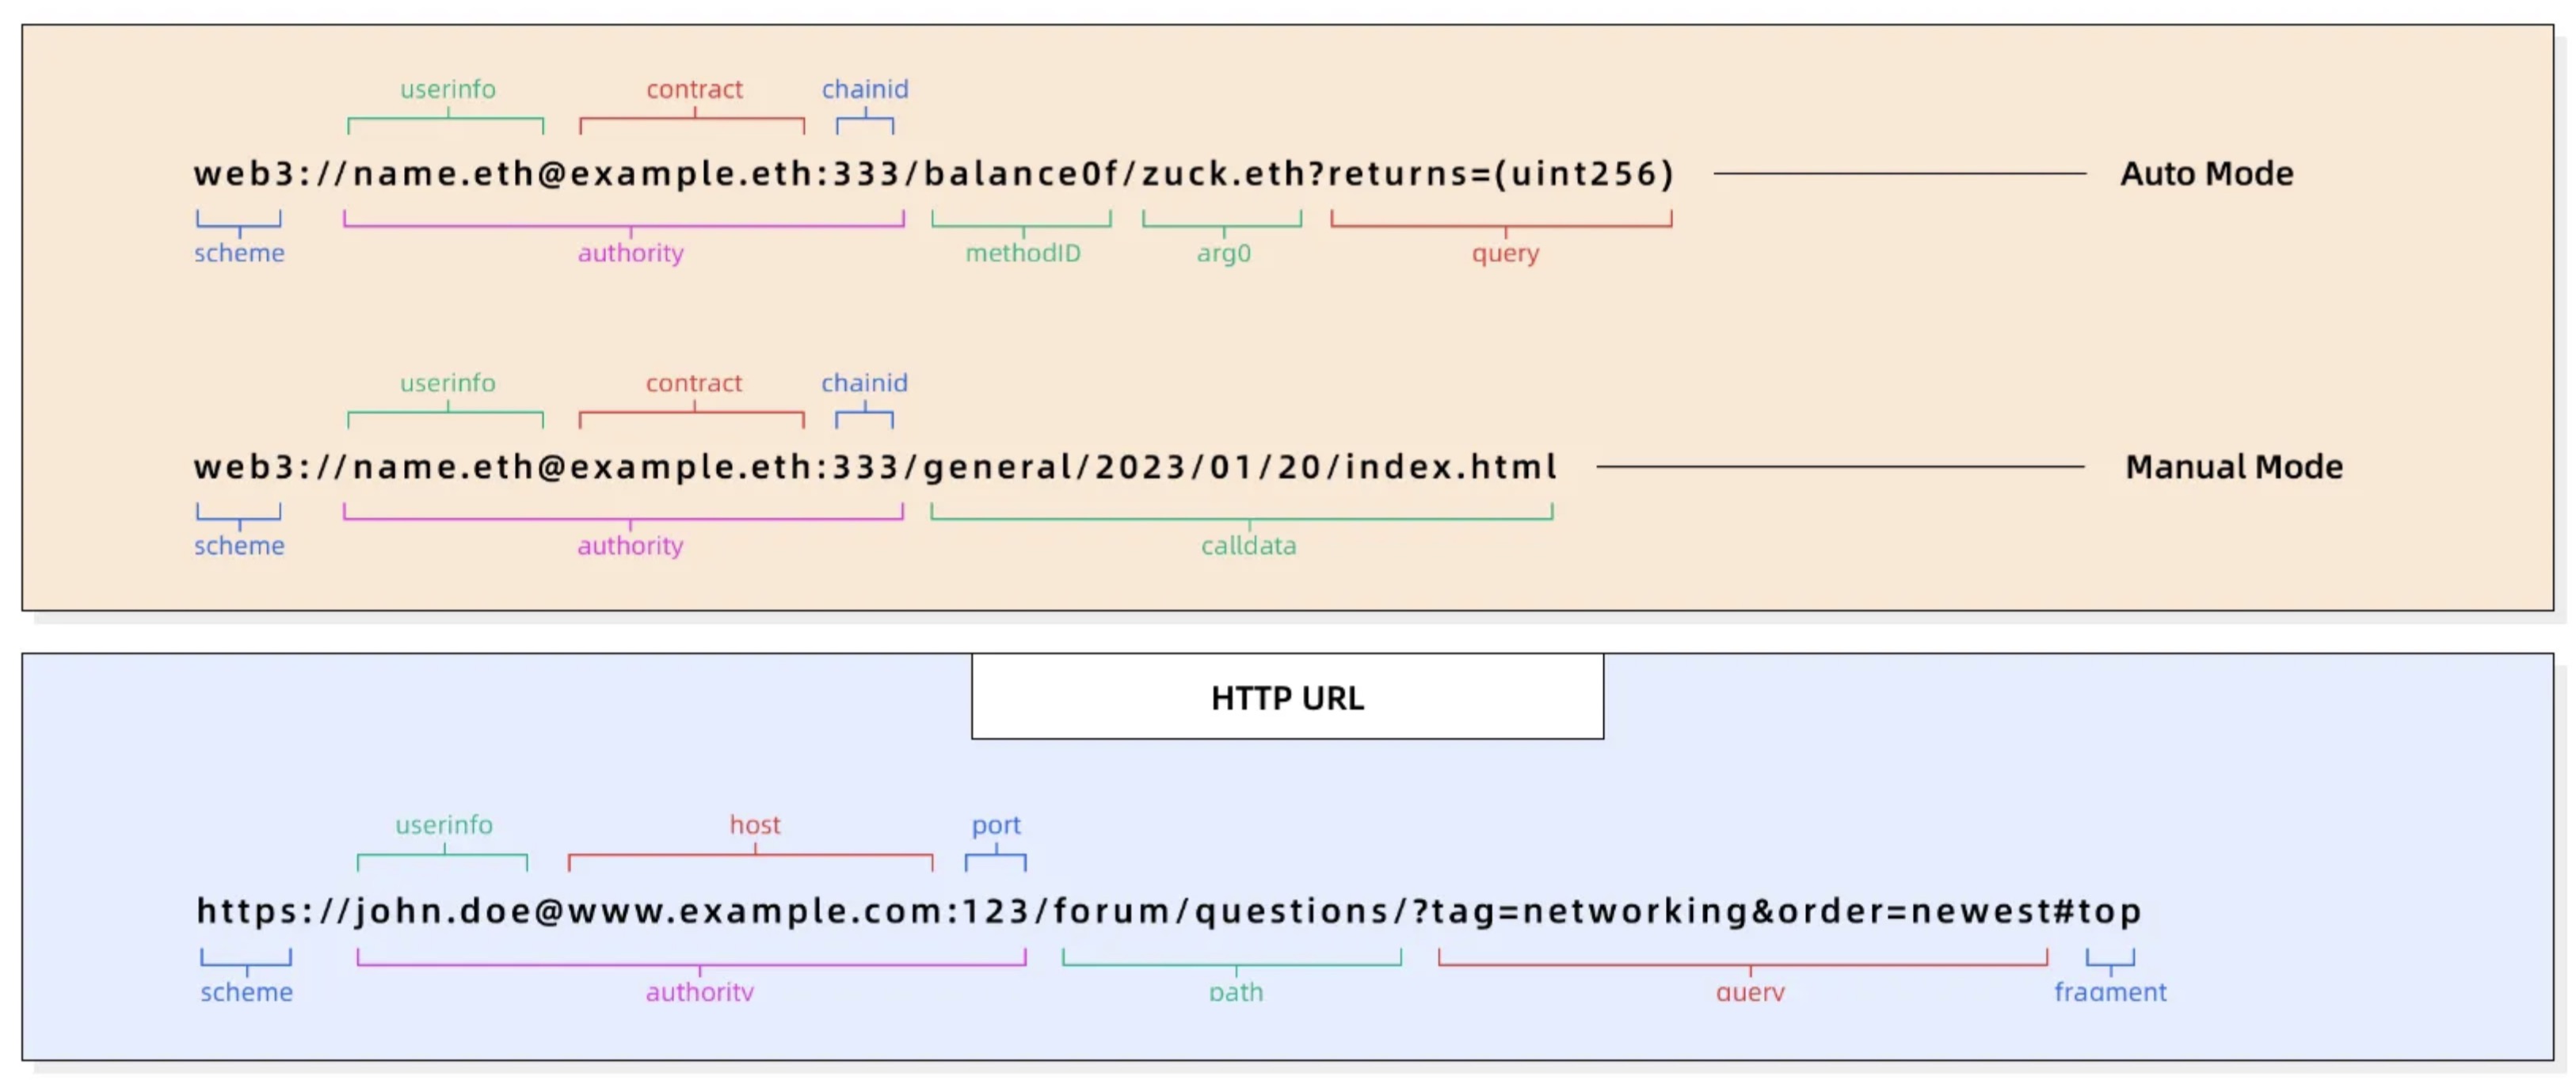 userinfo contract chainid
web3://name.eth@example.eth:333/balance0f/zuck.eth?returns=(uint256) Auto Mode
scheme authority methodID arg0 query
userinfo contract chainid
web3://name.eth@example.eth:333/general/2023/01/20/index.html Manual Mode
scheme authority calldata
HTTP URL
userinfo host port
https://john.doe@www.example.com:123/forum/questions/?tag=networking&order=newest#top
scheme authority path query fragment